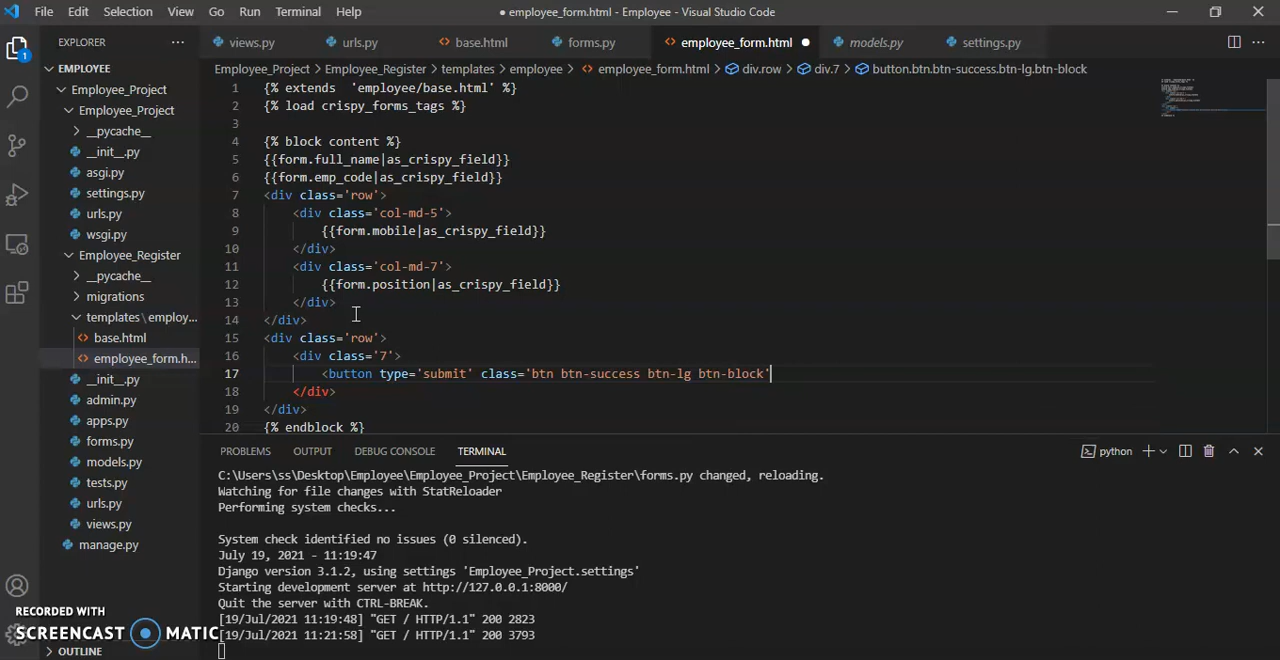 File Edit Selection View Go Run Terminal Help
● employee_form.html - Employee - Visual Studio Code
EXPLORER
views.py urls.py base.html forms.py employee_form.html models.py settings.py
Employee_Project > Employee_Register > templates > employee > employee_form.html > div.row > div.7 > button.btn.btn-success.btn-lg.btn-block
1
EMPLOYEE
Employee_Project
Employee_Project
__pycache__
__init__.py
asgi.py
settings.py
urls.py
wsgi.py
Employee_Register
__pycache__
migrations
templates\employ...
base.html
employee_form.h...
__init__.py
admin.py
apps.py
forms.py
models.py
tests.py
urls.py
views.py
manage.py
OUTLINE
1 {% extends  'employee/base.html' %}
2 {% load crispy_forms_tags %}
3
4 {% block content %}
5 {{form.full_name|as_crispy_field}}
6 {{form.emp_code|as_crispy_field}}
7 <div class='row'>
8     <div class='col-md-5'>
9         {{form.mobile|as_crispy_field}}
10     </div>
11     <div class='col-md-7'>
12         {{form.position|as_crispy_field}}
13     </div>
14 </div>
15 <div class='row'>
16     <div class='7'>
17         <button type='submit' class='btn btn-success btn-lg btn-block'
18     </div>
19 </div>
20 {% endblock %}
PROBLEMS OUTPUT DEBUG CONSOLE TERMINAL
python
C:\Users\ss\Desktop\Employee\Employee_Project\Employee_Register\forms.py changed, reloading.
Watching for file changes with StatReloader
Performing system checks...
System check identified no issues (0 silenced).
July 19, 2021 - 11:19:47
Django version 3.1.2, using settings 'Employee_Project.settings'
Starting development server at http://127.0.0.1:8000/
Quit the server with CTRL-BREAK.
[19/Jul/2021 11:19:48] "GET / HTTP/1.1" 200 2823
[19/Jul/2021 11:21:58] "GET / HTTP/1.1" 200 3793
RECORDED WITH
SCREENCAST MATIC